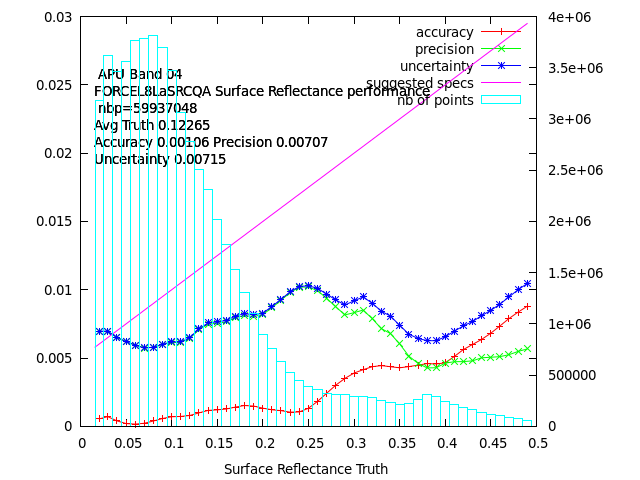 0.03
0.025
0.02
0.015
0.01
0.005
0
4e+06
3.5e+06
3e+06
2.5e+06
2e+06
1.5e+06
1e+06
500000
0
accuracy
precision
uncertainty
suggested specs
nb of points
APU Band 04
FORCEL8LaSRCQA Surface Reflectance performance
nbp=59937048
Avg Truth 0.12265
Accuracy 0.00106 Precision 0.00707
Uncertainty 0.00715
0 0.05 0.1 0.15 0.2 0.25 0.3 0.35 0.4 0.45 0.5
Surface Reflectance Truth